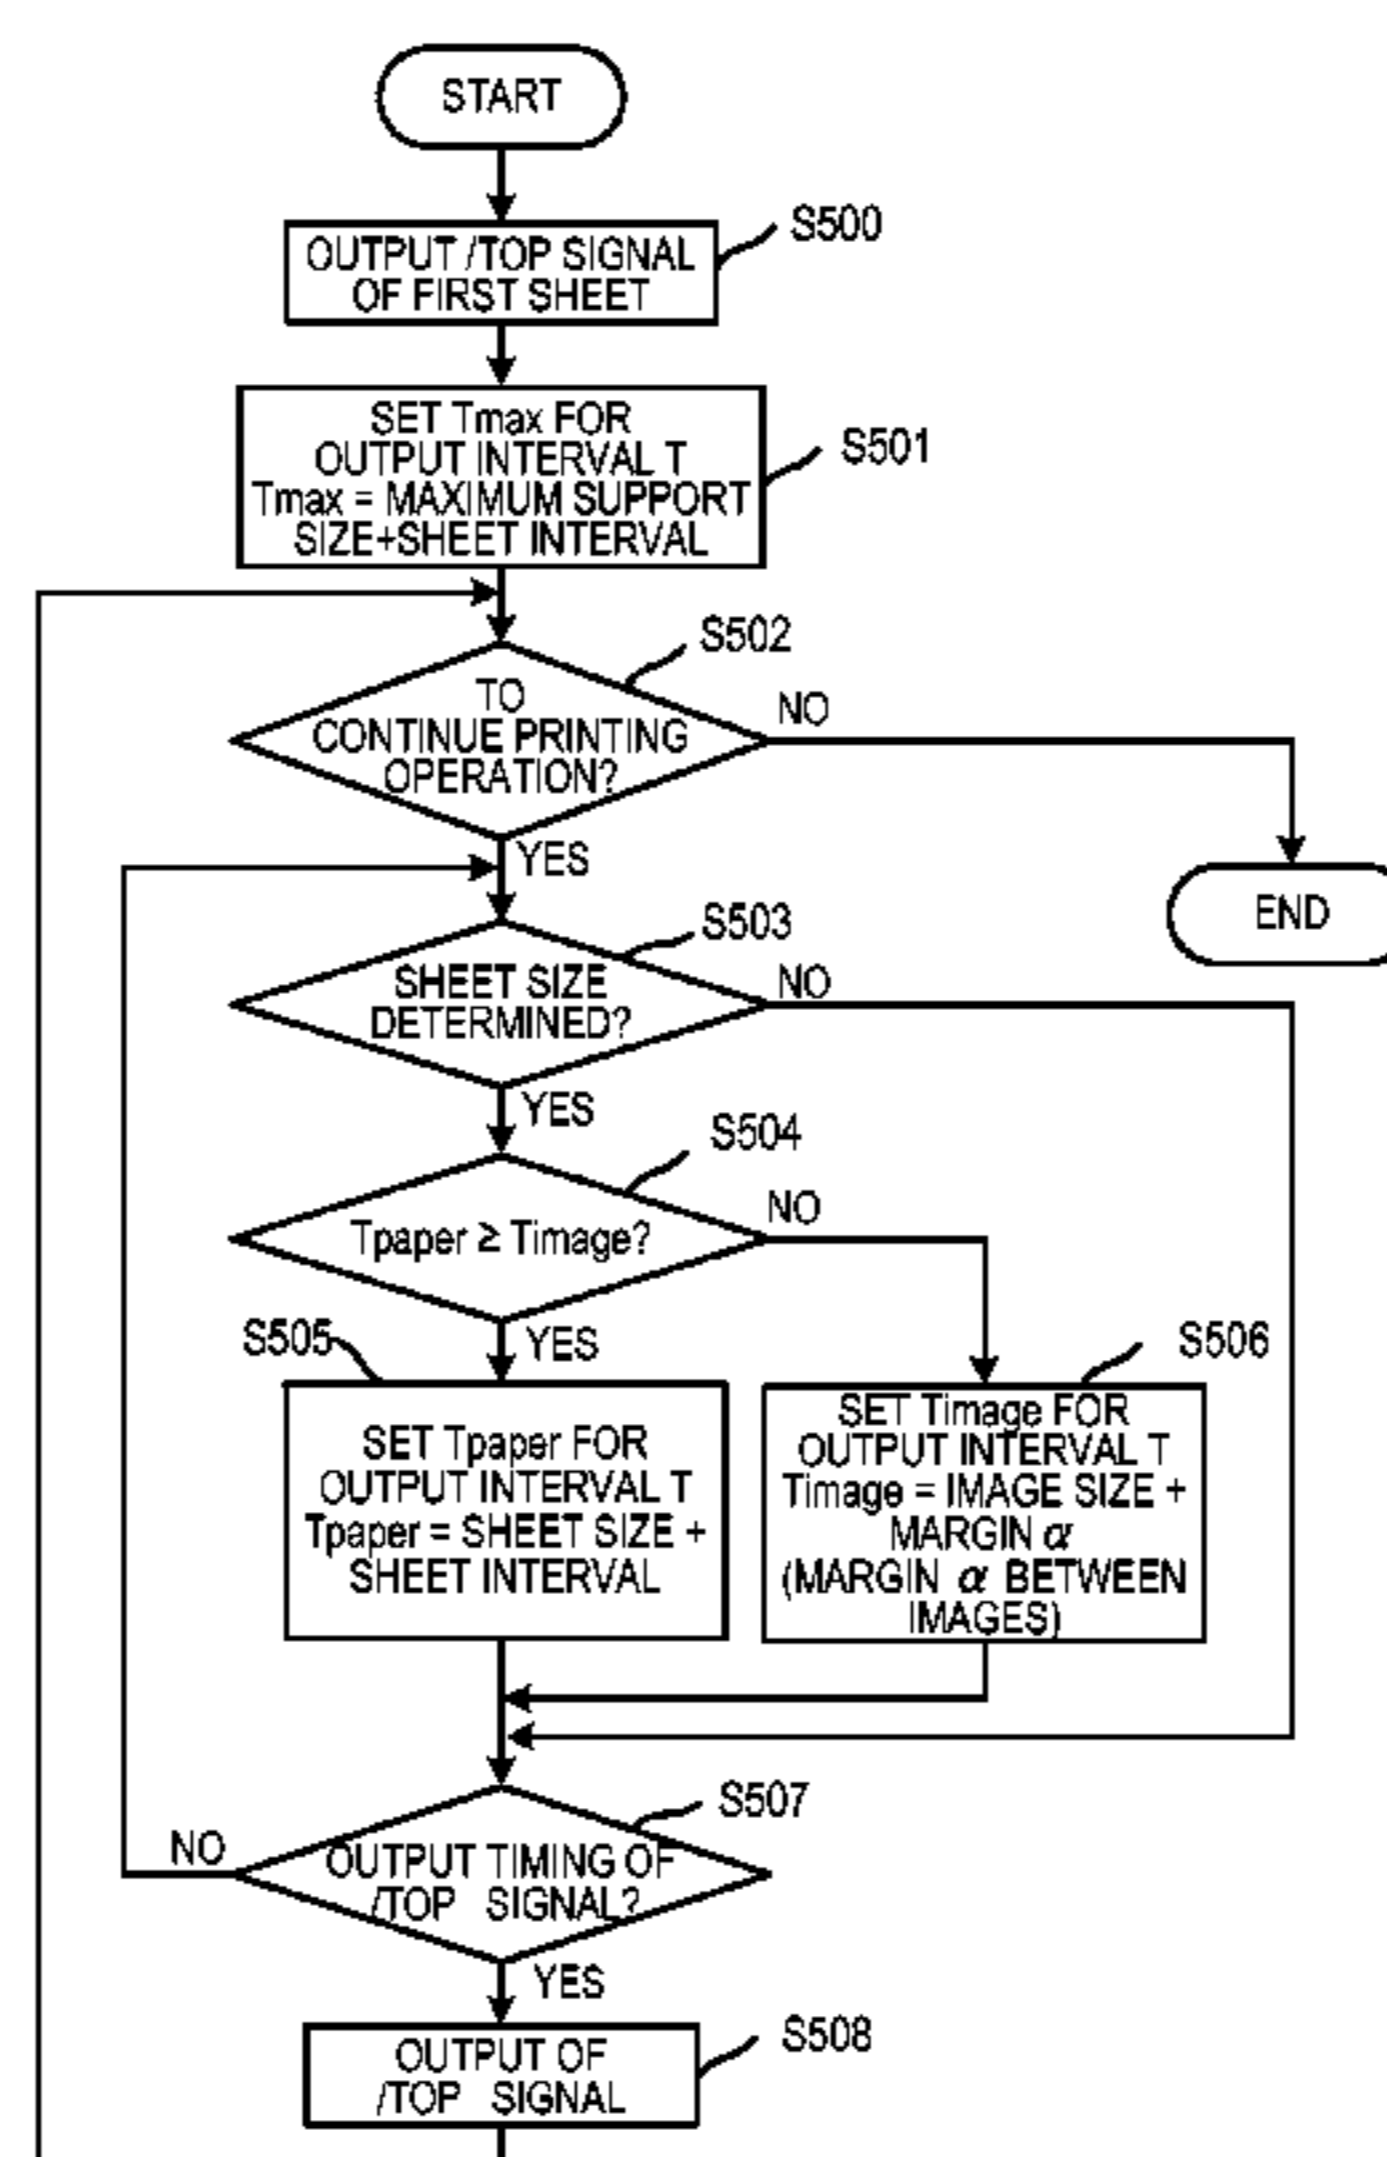 START
S500
OUTPUT /TOP SIGNAL
OF FIRST SHEET
S501
SET Tmax FOR
OUTPUT INTERVAL T
Tmax = MAXIMUM SUPPORT
SIZE+SHEET INTERVAL
S502
TO
CONTINUE PRINTING
OPERATION?
NO
YES
END
S503
SHEET SIZE
DETERMINED?
NO
YES
S504
Tpaper ≥ Timage?
NO
YES
S505
SET Tpaper FOR
OUTPUT INTERVAL T
Tpaper = SHEET SIZE +
SHEET INTERVAL
S506
SET Timage FOR
OUTPUT INTERVAL T
Timage = IMAGE SIZE +
MARGIN α
(MARGIN α BETWEEN
IMAGES)
S507
NO
OUTPUT TIMING OF
/TOP SIGNAL?
YES
S508
OUTPUT OF
/TOP SIGNAL